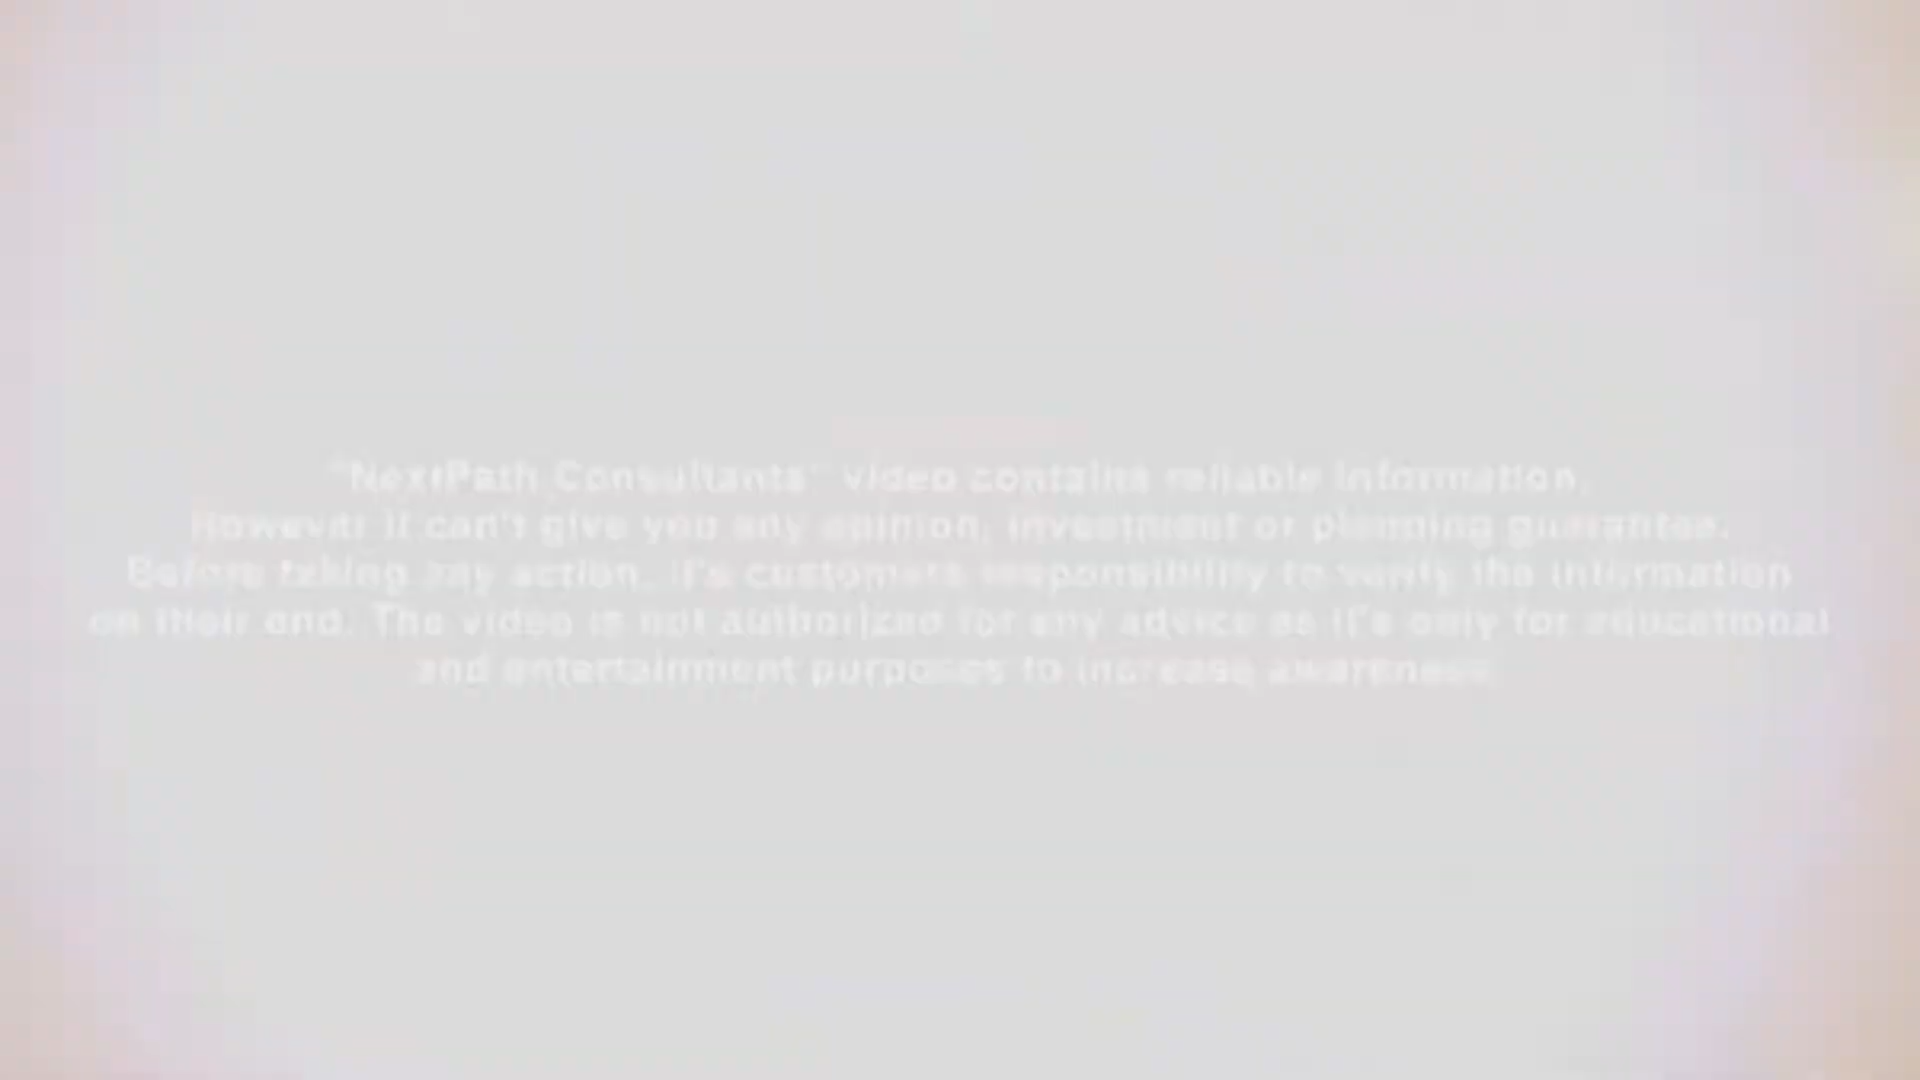 "NextPath Consultants" video contains reliable information.
However it can't give you any opinion, investment or planning guarantee.
Before taking any action, it's customers responsibility to verify the information
on their end. The video is not authorized for any advice as it's only for educational
and entertainment purposes to increase awareness.